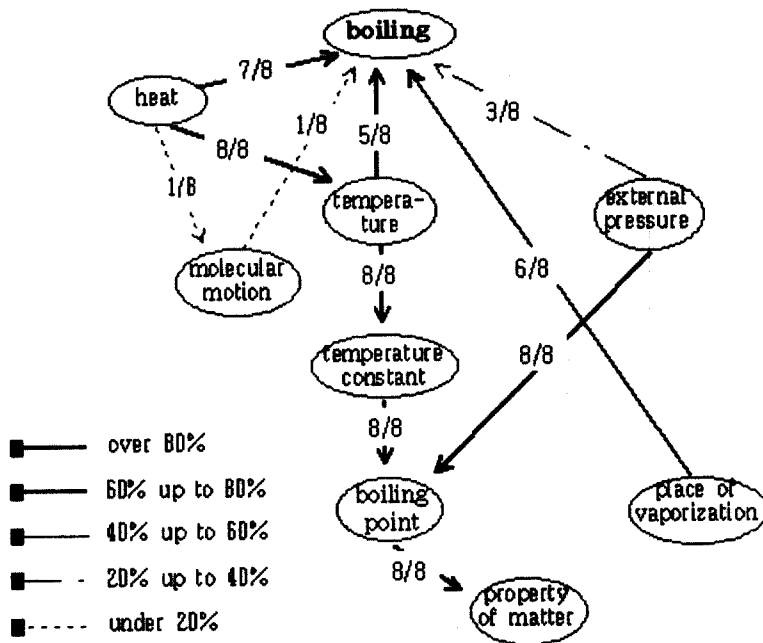 boiling
7/8
heat
3/8
1/8
8/8
5/8
1/8
tempera-
ture
external
pressure
molecular
motion
8/8
6/8
temperature
constant
8/8
8/8
over 80%
60% up to 80%
40% up to 60%
20% up to 40%
under 20%
boiling
point
place of
vaporization
8/8
property
of matter